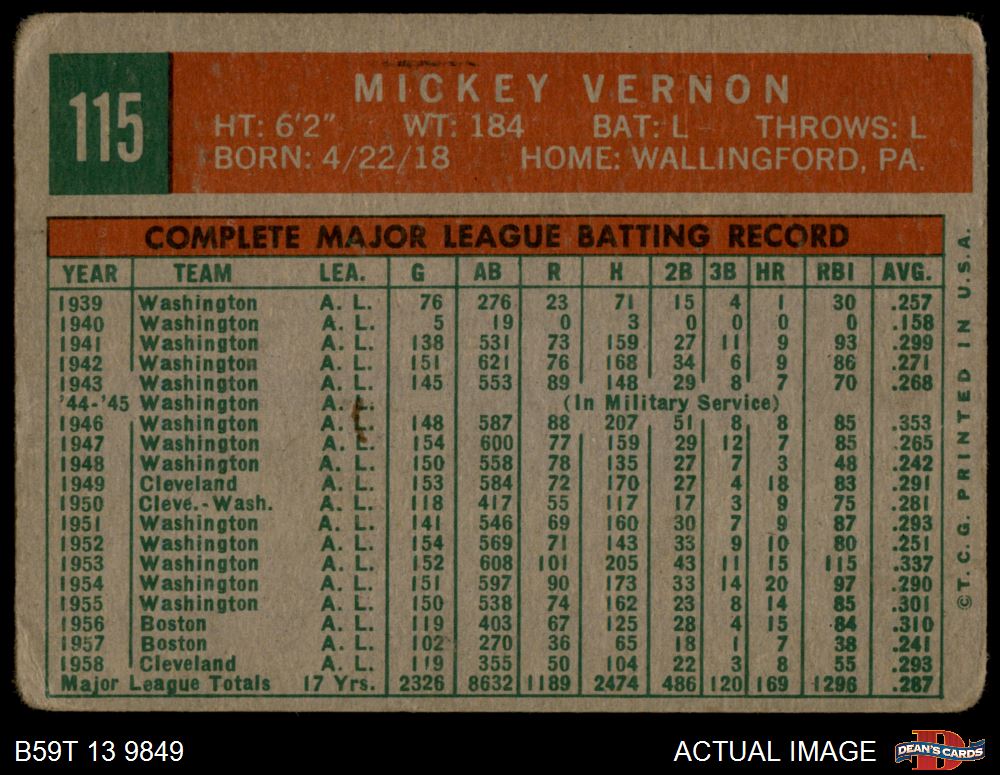 115
MICKEY VERNON
HT: 6'2" WT: 184 BAT: L THROWS: L
BORN: 4/22/18 HOME: WALLINGFORD, PA.
COMPLETE MAJOR LEAGUE BATTING RECORD
YEAR TEAM LEA. G AB R H 2B 3B HR RBI AVG.
1939 Washington A. L. 76 276 23 71 15 4 1 30 .257
1940 Washington A. L. 5 19 0 3 0 0 0 0 .158
1941 Washington A. L. 138 531 73 159 27 11 9 93 .299
1942 Washington A. L. 151 621 76 168 34 6 9 86 .271
1943 Washington A. L. 145 553 89 148 29 8 7 70 .268
'44-'45 Washington A. L. (In Military Service)
1946 Washington A. L. 148 587 88 207 51 8 8 85 .353
1947 Washington A. L. 154 600 77 159 29 12 7 85 .265
1948 Washington A. L. 150 558 78 135 27 7 3 48 .242
1949 Cleveland A. L. 153 584 72 170 27 4 18 83 .291
1950 Cleve.-Wash. A. L. 118 417 55 117 17 3 9 75 .281
1951 Washington A. L. 141 546 69 160 30 7 9 87 .293
1952 Washington A. L. 154 569 71 143 33 9 10 80 .251
1953 Washington A. L. 152 608 101 205 43 11 15 115 .337
1954 Washington A. L. 151 597 90 173 33 14 20 97 .290
1955 Washington A. L. 150 538 74 162 23 8 14 85 .301
1956 Boston A. L. 119 403 67 125 28 4 15 84 .310
1957 Boston A. L. 102 270 36 65 18 1 7 38 .241
1958 Cleveland A. L. 119 355 50 104 22 3 8 55 .293
Major League Totals 17 Yrs. 2326 8632 1189 2474 486 120 169 1296 .287
©T. C. G. PRINTED IN U.S.A.
B59T 13 9849
ACTUAL IMAGE
DEAN'S CARDS